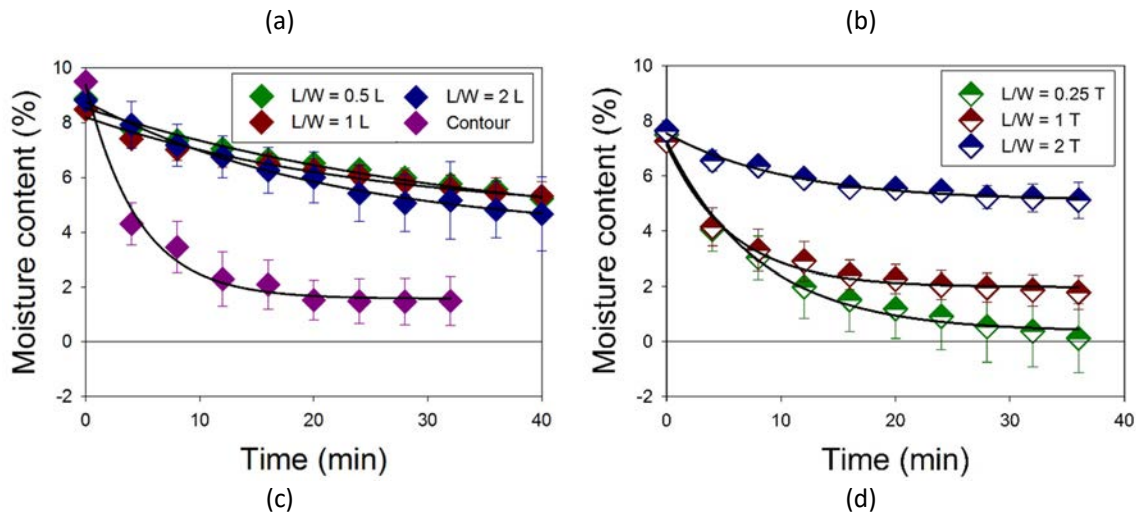 (a)
(b)
Moisture content (%)
10
8
6
4
2
0
-2
L/W = 0.5 L
L/W = 2 L
L/W = 1 L
Contour
0
10
20
30
40
Time (min)
(c)
Moisture content (%)
10
8
6
4
2
0
-2
L/W = 0.25 T
L/W = 1 T
L/W = 2 T
0
10
20
30
40
Time (min)
(d)